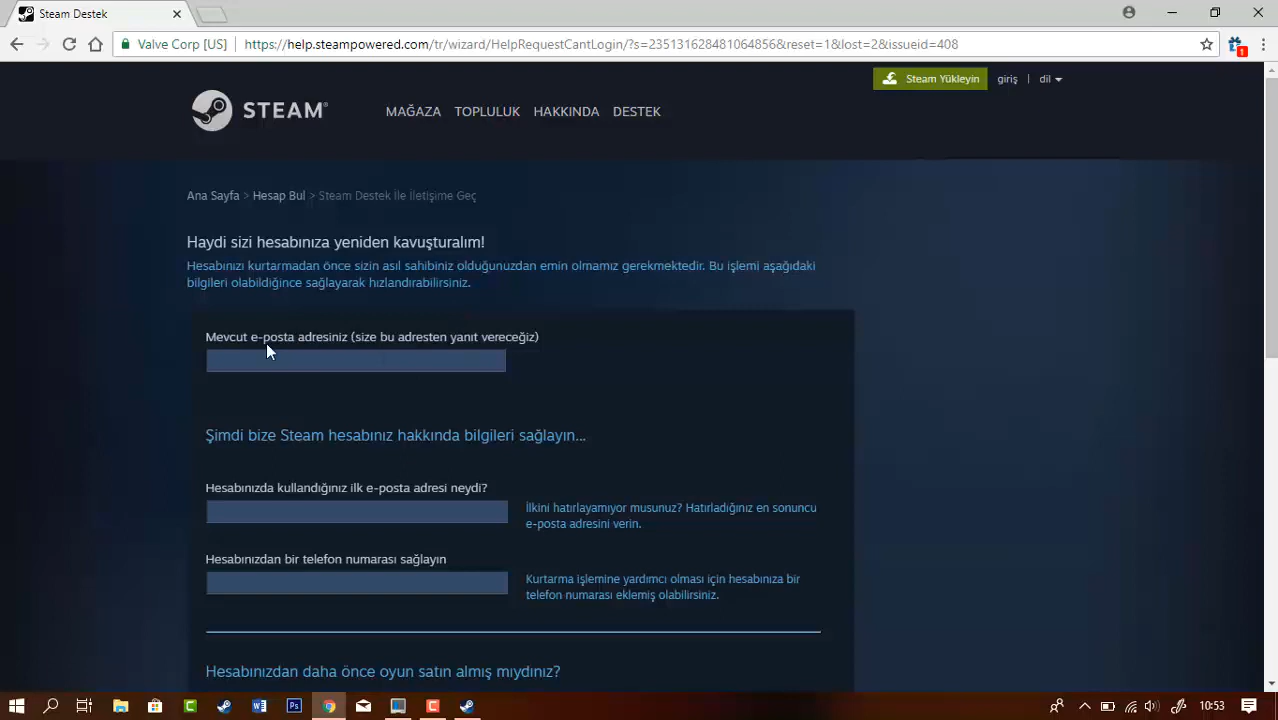 Steam Destek
Valve Corp [US]
https://help.steampowered.com/tr/wizard/HelpRequestCantLogin/?s=235131628481064856&reset=1&lost=2&issueid=408
1
Steam Yükleyin
giriş
|
dil
STEAM®
MAĞAZA
TOPLULUK
HAKKINDA
DESTEK
Ana Sayfa > Hesap Bul > Steam Destek İle İletişime Geç
Haydi sizi hesabınıza yeniden kavuşturalım!
Hesabınızı kurtarmadan önce sizin asıl sahibiniz olduğunuzdan emin olmamız gerekmektedir. Bu işlemi aşağıdaki
bilgileri olabildiğince sağlayarak hızlandırabilirsiniz.
Mevcut e-posta adresiniz (size bu adresten yanıt vereceğiz)
Şimdi bize Steam hesabınız hakkında bilgileri sağlayın...
Hesabınızda kullandığınız ilk e-posta adresi neydi?
İlkini hatırlayamıyor musunuz? Hatırladığınız en sonuncu
e-posta adresini verin.
Hesabınızdan bir telefon numarası sağlayın
Kurtarma işlemine yardımcı olması için hesabınıza bir
telefon numarası eklemiş olabilirsiniz.
Hesabınızdan daha önce oyun satın almış mıydınız?
10:53